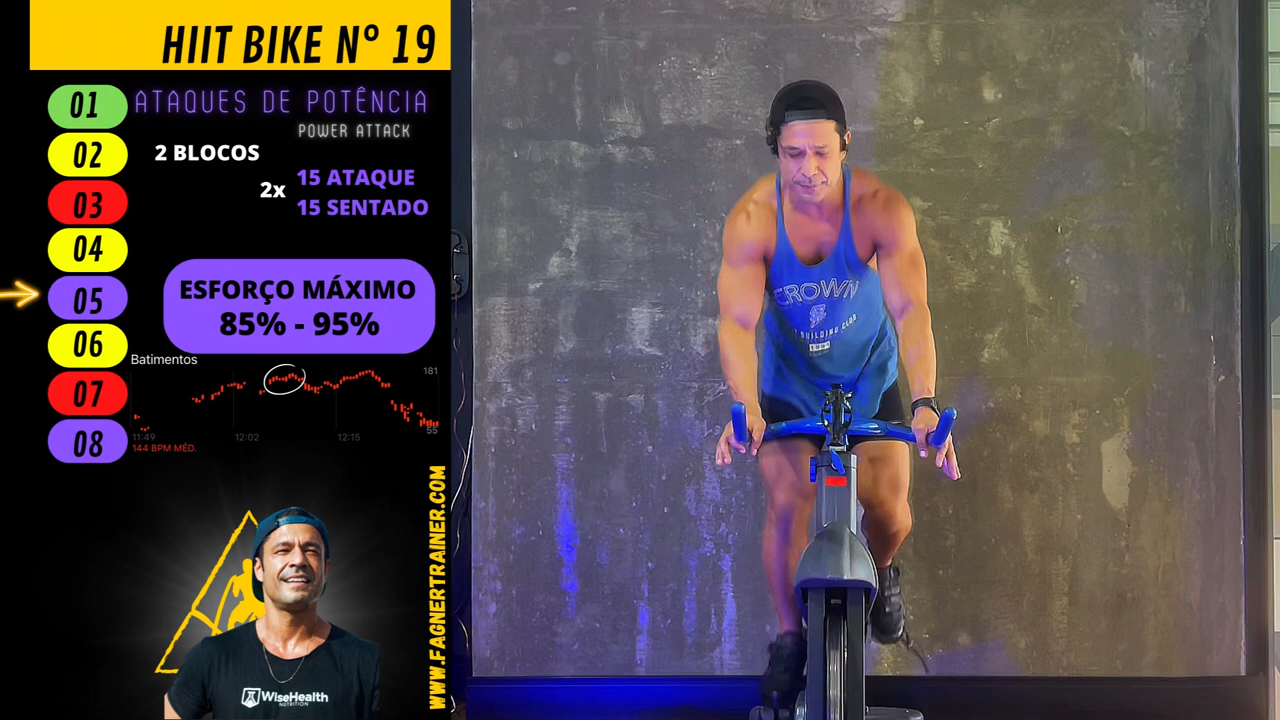 HIIT BIKE Nº 19
01
ATAQUES DE POTÊNCIA
POWER ATTACK
02
2 BLOCOS
2x
15 ATAQUE
15 SENTADO
03
04
05
ESFORÇO MÁXIMO
85% - 95%
06
Batimentos
181
07
55
11:49
12:02
12:15
144 BPM MÉD.
08
WWW.FAGNERTRAINER.COM
WiseHealth
NUTRITION
CROWN
BUILDING CLUB